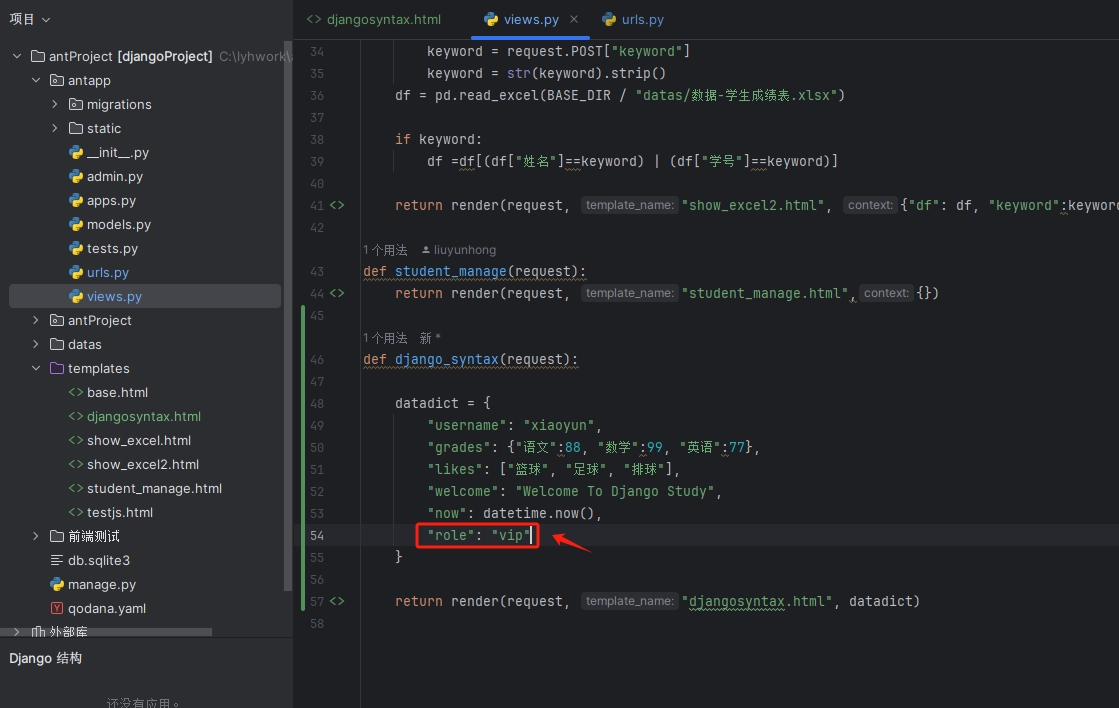 项目
antProject [djangoProject] C:\lyhwork\
antapp
migrations
static
__init__.py
admin.py
apps.py
models.py
tests.py
urls.py
views.py
antProject
datas
templates
base.html
djangosyntax.html
show_excel.html
show_excel2.html
student_manage.html
testjs.html
前端测试
db.sqlite3
manage.py
qodana.yaml
外部库
Django 结构
还没有应用。
<> djangosyntax.html views.py × urls.py
34 keyword = request.POST["keyword"]
35 keyword = str(keyword).strip()
36 df = pd.read_excel(BASE_DIR / "datas/数据-学生成绩表.xlsx")
37
38 if keyword:
39 df =df[(df["姓名"]==keyword) | (df["学号"]==keyword)]
40
41 <> return render(request, template_name: "show_excel2.html", context: {"df": df, "keyword":keyword
42
1个用法 liuyunhong
43 def student_manage(request):
44 <> return render(request, template_name: "student_manage.html", context: {})
45
1个用法 新 *
46 def django_syntax(request):
47
48 datadict = {
49 "username": "xiaoyun",
50 "grades": {"语文":88, "数学":99, "英语":77},
51 "likes": ["篮球", "足球", "排球"],
52 "welcome": "Welcome To Django Study",
53 "now": datetime.now(),
54 "role": "vip"
55 }
56
57 <> return render(request, template_name: "djangosyntax.html", datadict)
58